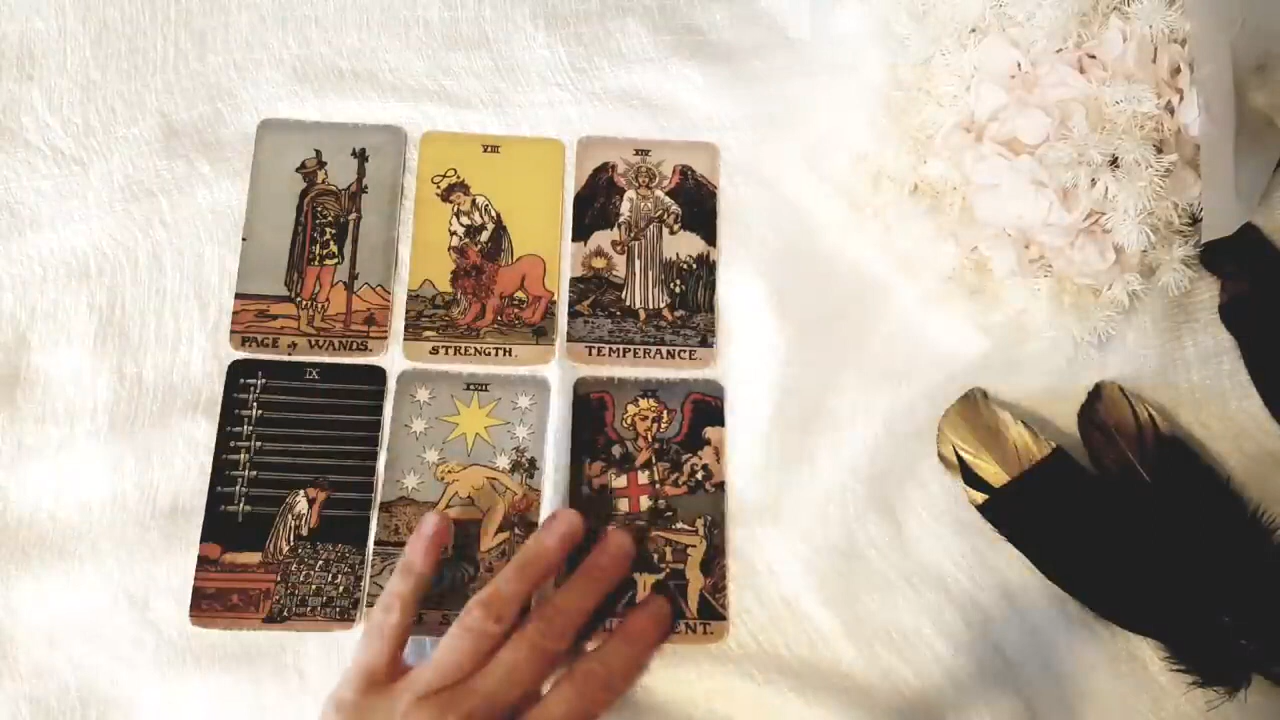 VIII
XIV
PAGE of WANDS.
STRENGTH.
TEMPERANCE.
IX
XVII